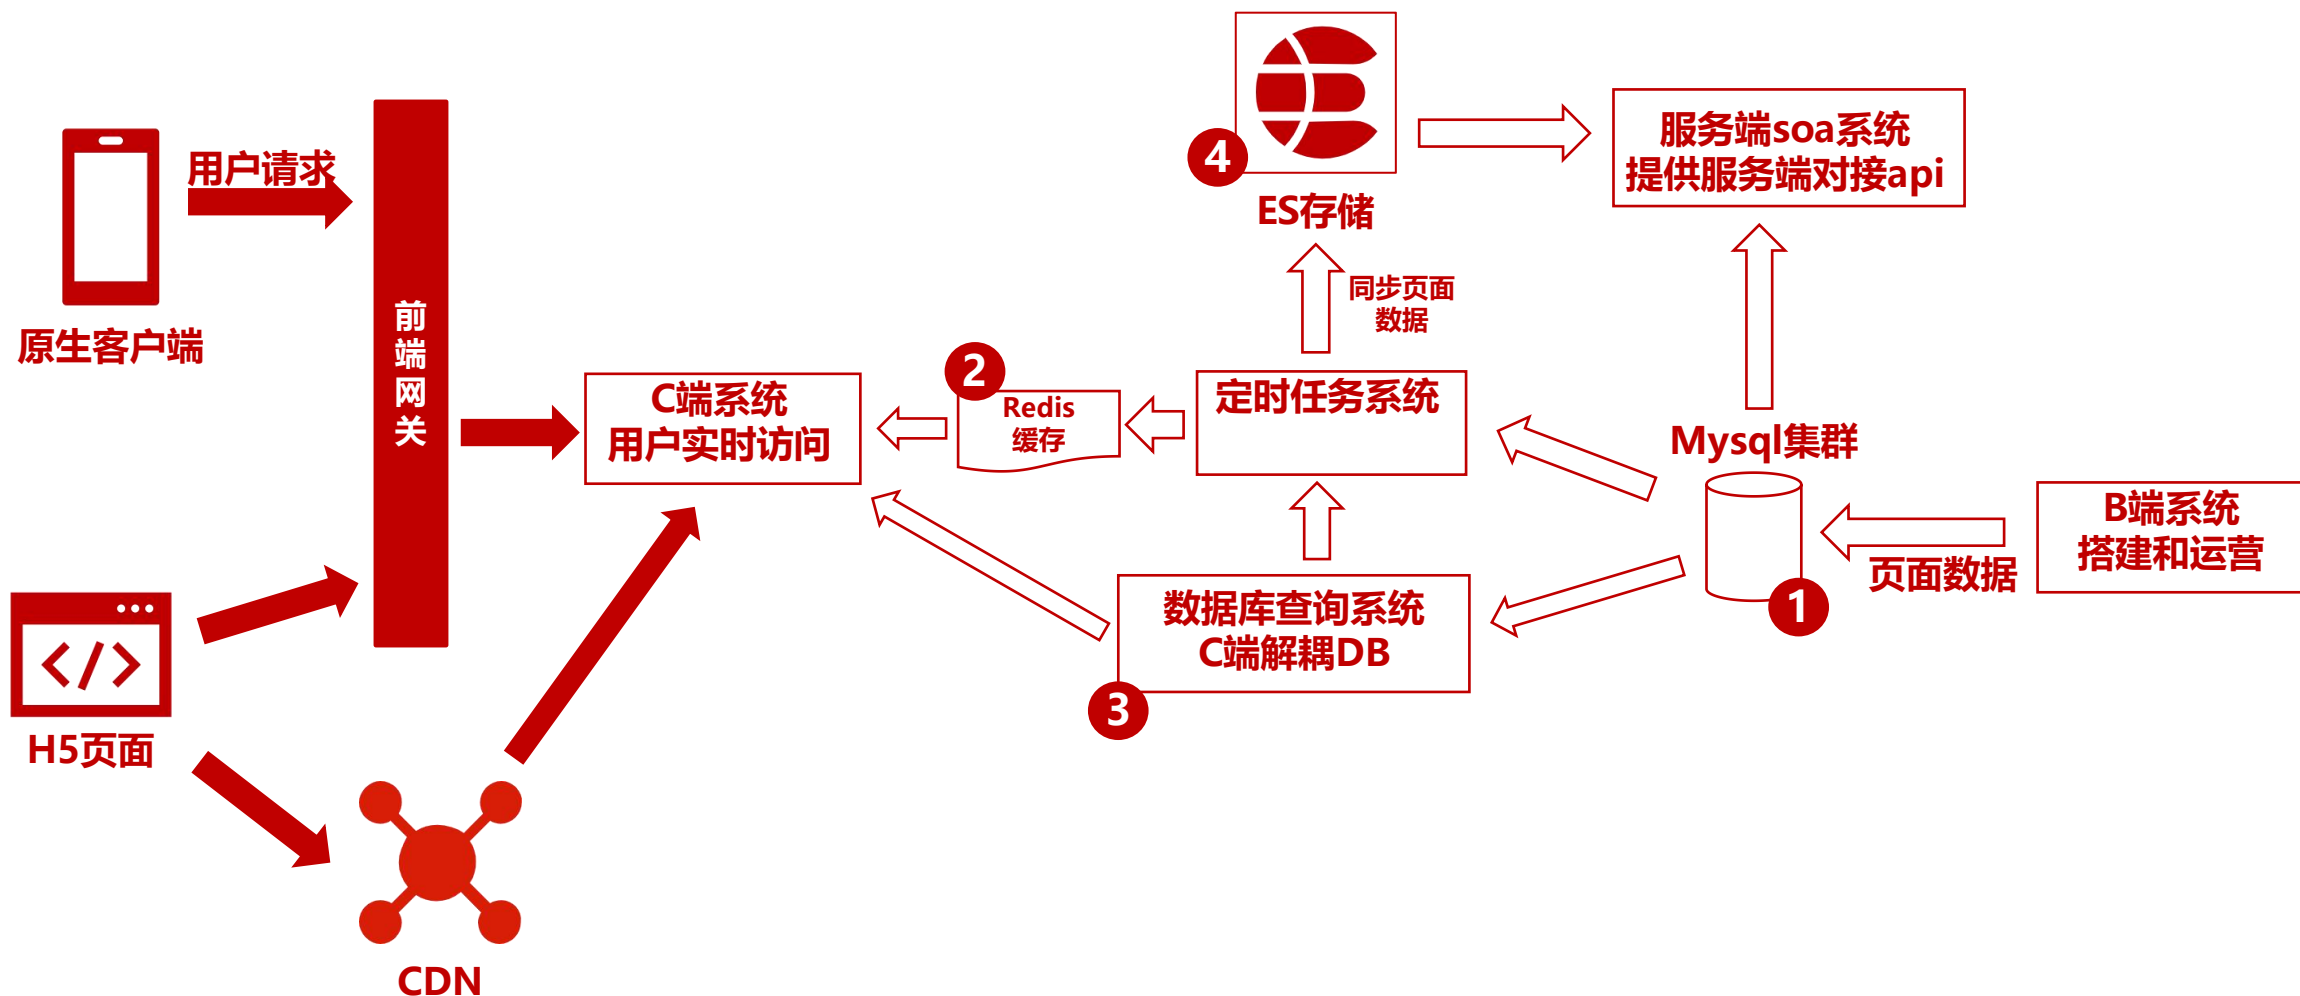 用户请求
原生客户端
前
端
网
关
H5页面
CDN
C端系统
用户实时访问
2
Redis
缓存
4
ES存储
同步页面
数据
定时任务系统
数据库查询系统
C端解耦DB
3
服务端soa系统
提供服务端对接api
Mysql集群
1
页面数据
B端系统
搭建和运营